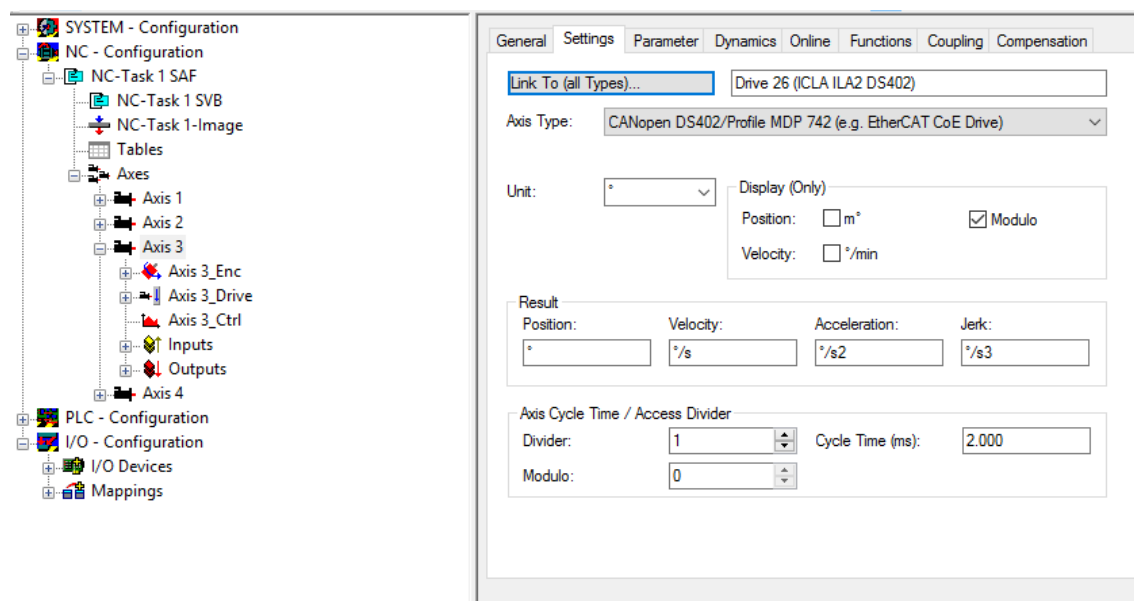 SYSTEM - Configuration
NC - Configuration
NC-Task 1 SAF
NC-Task 1 SVB
NC-Task 1-Image
Tables
Axes
Axis 1
Axis 2
Axis 3
Axis 3_Enc
Axis 3_Drive
Axis 3_Ctrl
Inputs
Outputs
Axis 4
PLC - Configuration
I/O - Configuration
I/O Devices
Mappings
General Settings Parameter Dynamics Online Functions Coupling Compensation
Link To (all Types)... Drive 26 (ICLA ILA2 DS402)
Axis Type: CANopen DS402/Profile MDP 742 (e.g. EtherCAT CoE Drive)
Unit: ° Display (Only)
Position: m° Modulo
Velocity: °/min
Result
Position: Velocity: Acceleration: Jerk:
° °/s °/s2 °/s3
Axis Cycle Time / Access Divider
Divider: 1 Cycle Time (ms): 2.000
Modulo: 0